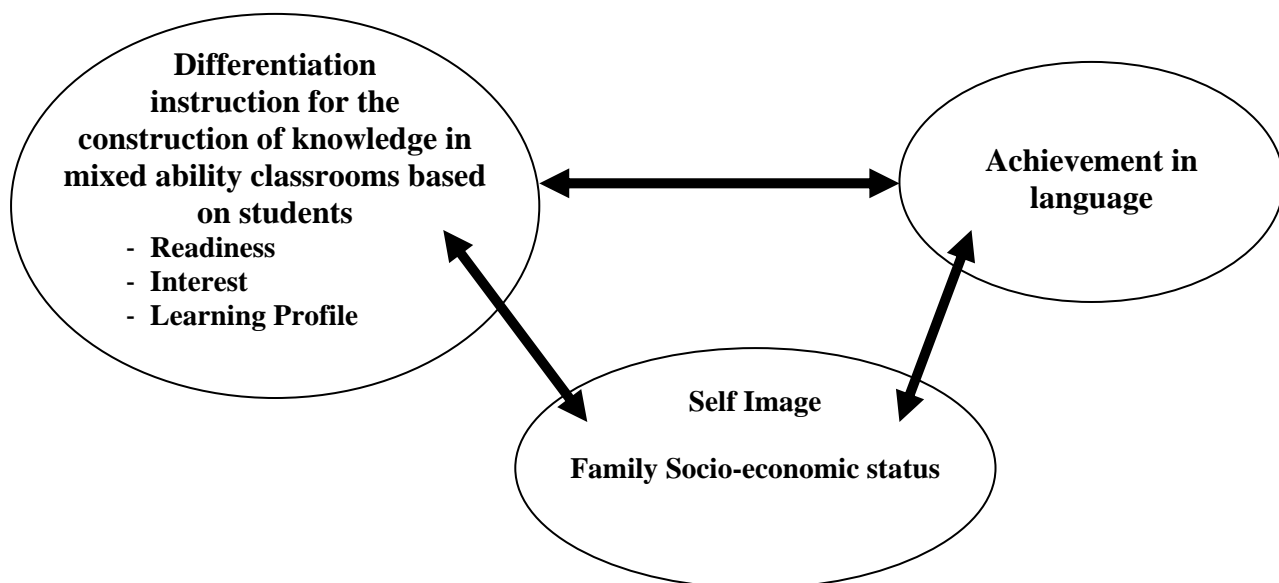 Differentiation
instruction for the
construction of knowledge in
mixed ability classrooms based
on students
- Readiness
- Interest
- Learning Profile
Achievement in
language
Self Image
Family Socio-economic status